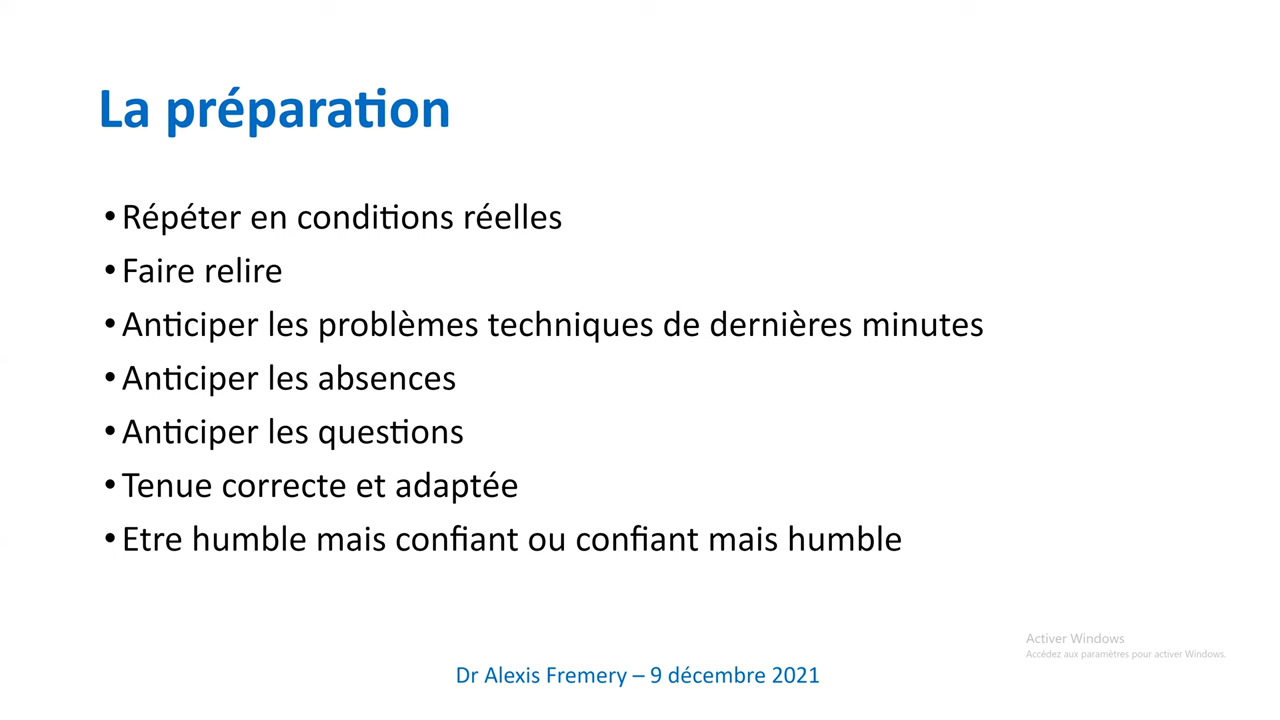 La préparation
• Répéter en conditions réelles
• Faire relire
• Anticiper les problèmes techniques de dernières minutes
• Anticiper les absences
• Anticiper les questions
• Tenue correcte et adaptée
• Etre humble mais confiant ou confiant mais humble
Activer Windows
Accédez aux paramètres pour activer Windows.
Dr Alexis Fremery – 9 décembre 2021